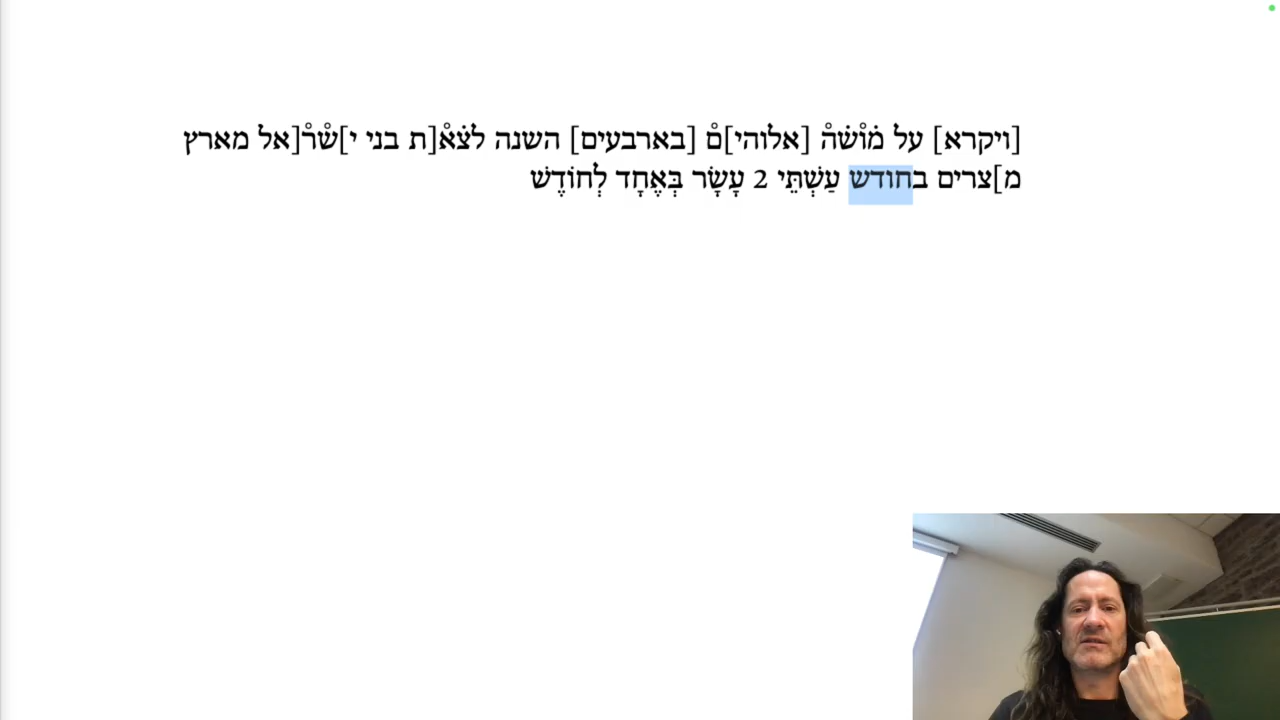 [ויקרא] על מׄוׄ֯שׄה֯ [אלוהי]ם֯ [בארבעים] השנה לצׄא֯[ת בני י]שׂ֯ר֯[אל מארץ
מ]צרים בחודש עַשְׁתֵּי 2 עָשָׂר בְּאֶחָד לְחוֹדֶשׁ